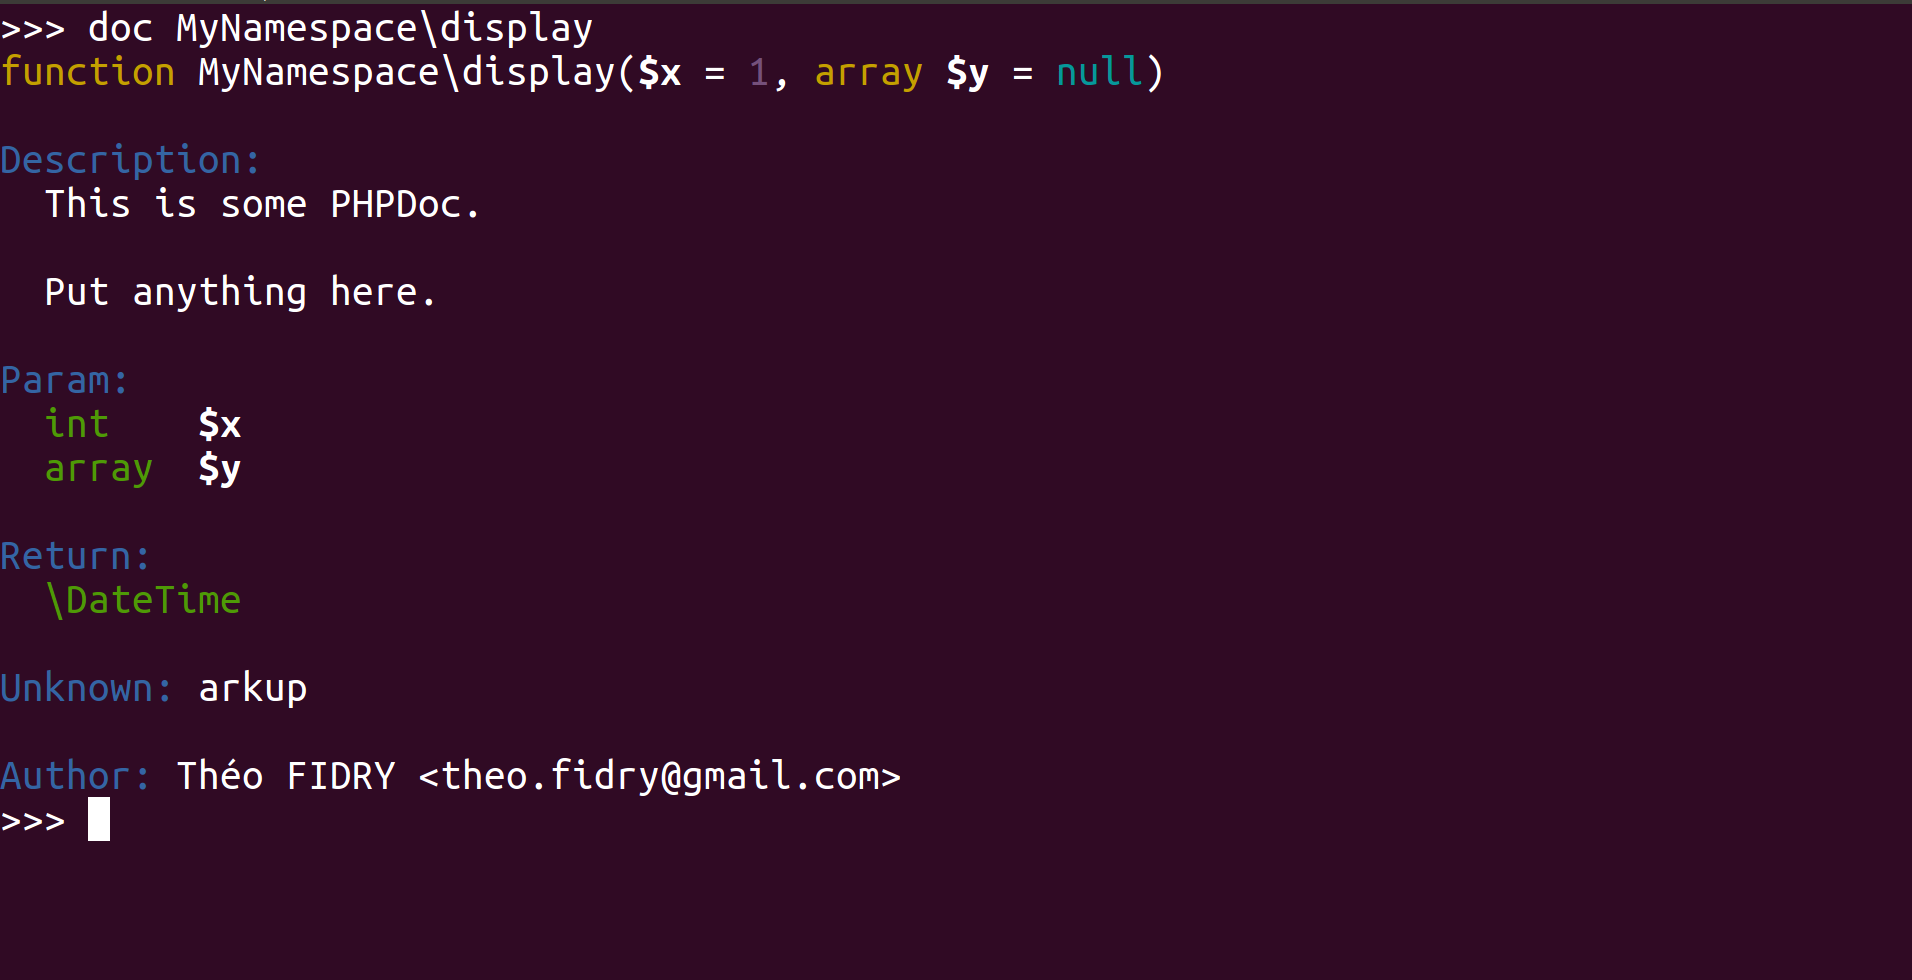 >>> doc MyNamespace\display
function MyNamespace\display($x = 1, array $y = null)
Description:
This is some PHPDoc.
Put anything here.
Param:
int $x
array $y
Return:
\DateTime
Unknown: arkup
Author: Théo FIDRY <theo.fidry@gmail.com>
>>>